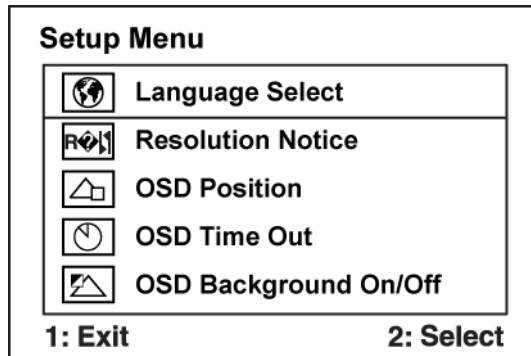 Setup Menu
Language Select
Resolution Notice
OSD Position
OSD Time Out
OSD Background On/Off
1: Exit
2: Select